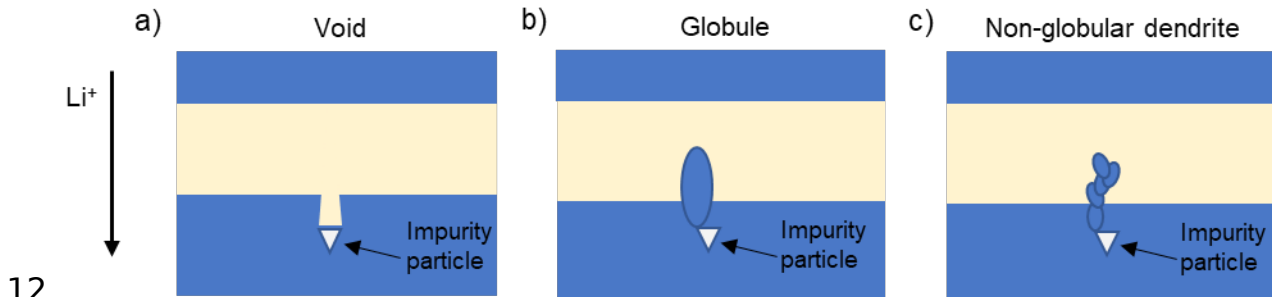 a)
Void
b)
Globule
c)
Non-globular dendrite
Li⁺
Impurity
particle
Impurity
particle
Impurity
particle
12